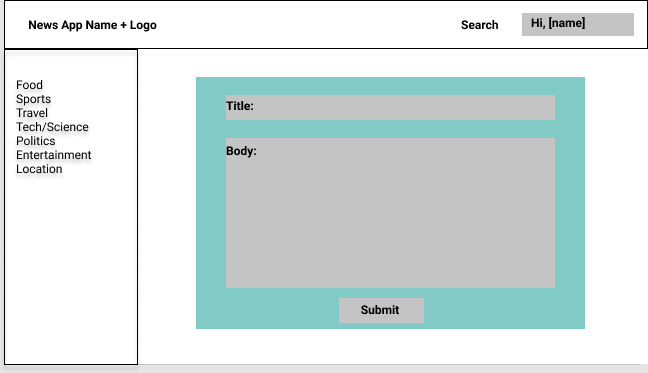 News App Name + Logo
Search
Hi, [name]
Food
Sports
Travel
Tech/Science
Politics
Entertainment
Location
Title:
Body:
Submit